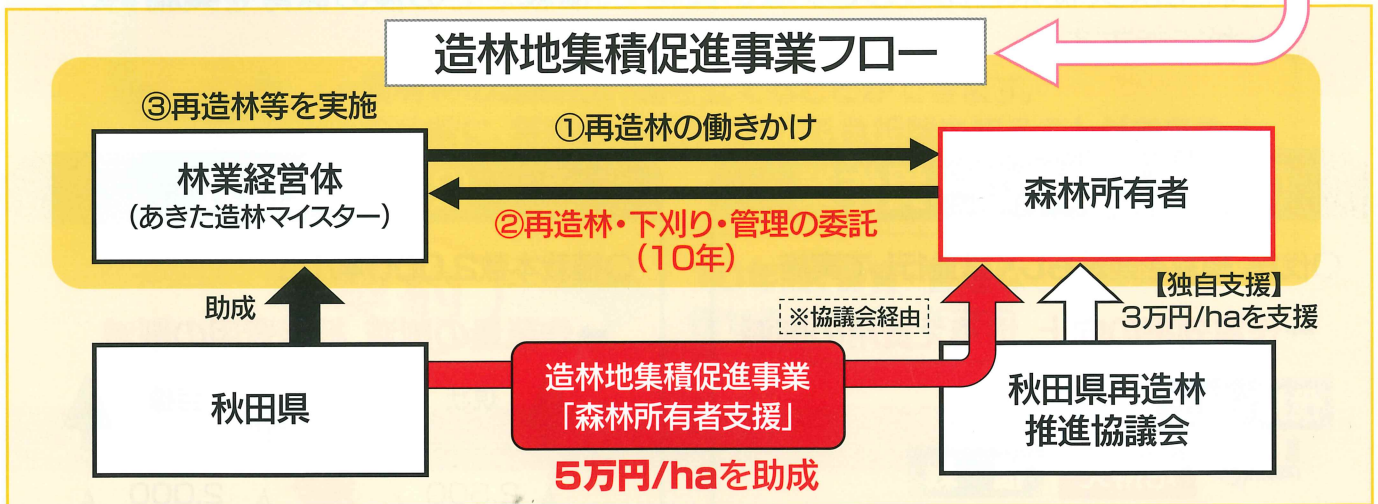 造林地集積促進事業フロー
③再造林等を実施
林業経営体
(あきた造林マイスター)
①再造林の働きかけ
②再造林・下刈り・管理の委託
(10年)
森林所有者
助成
※協議会経由
【独自支援】
3万円/haを支援
秋田県
造林地集積促進事業
「森林所有者支援」
5万円/haを助成
秋田県再造林
推進協議会